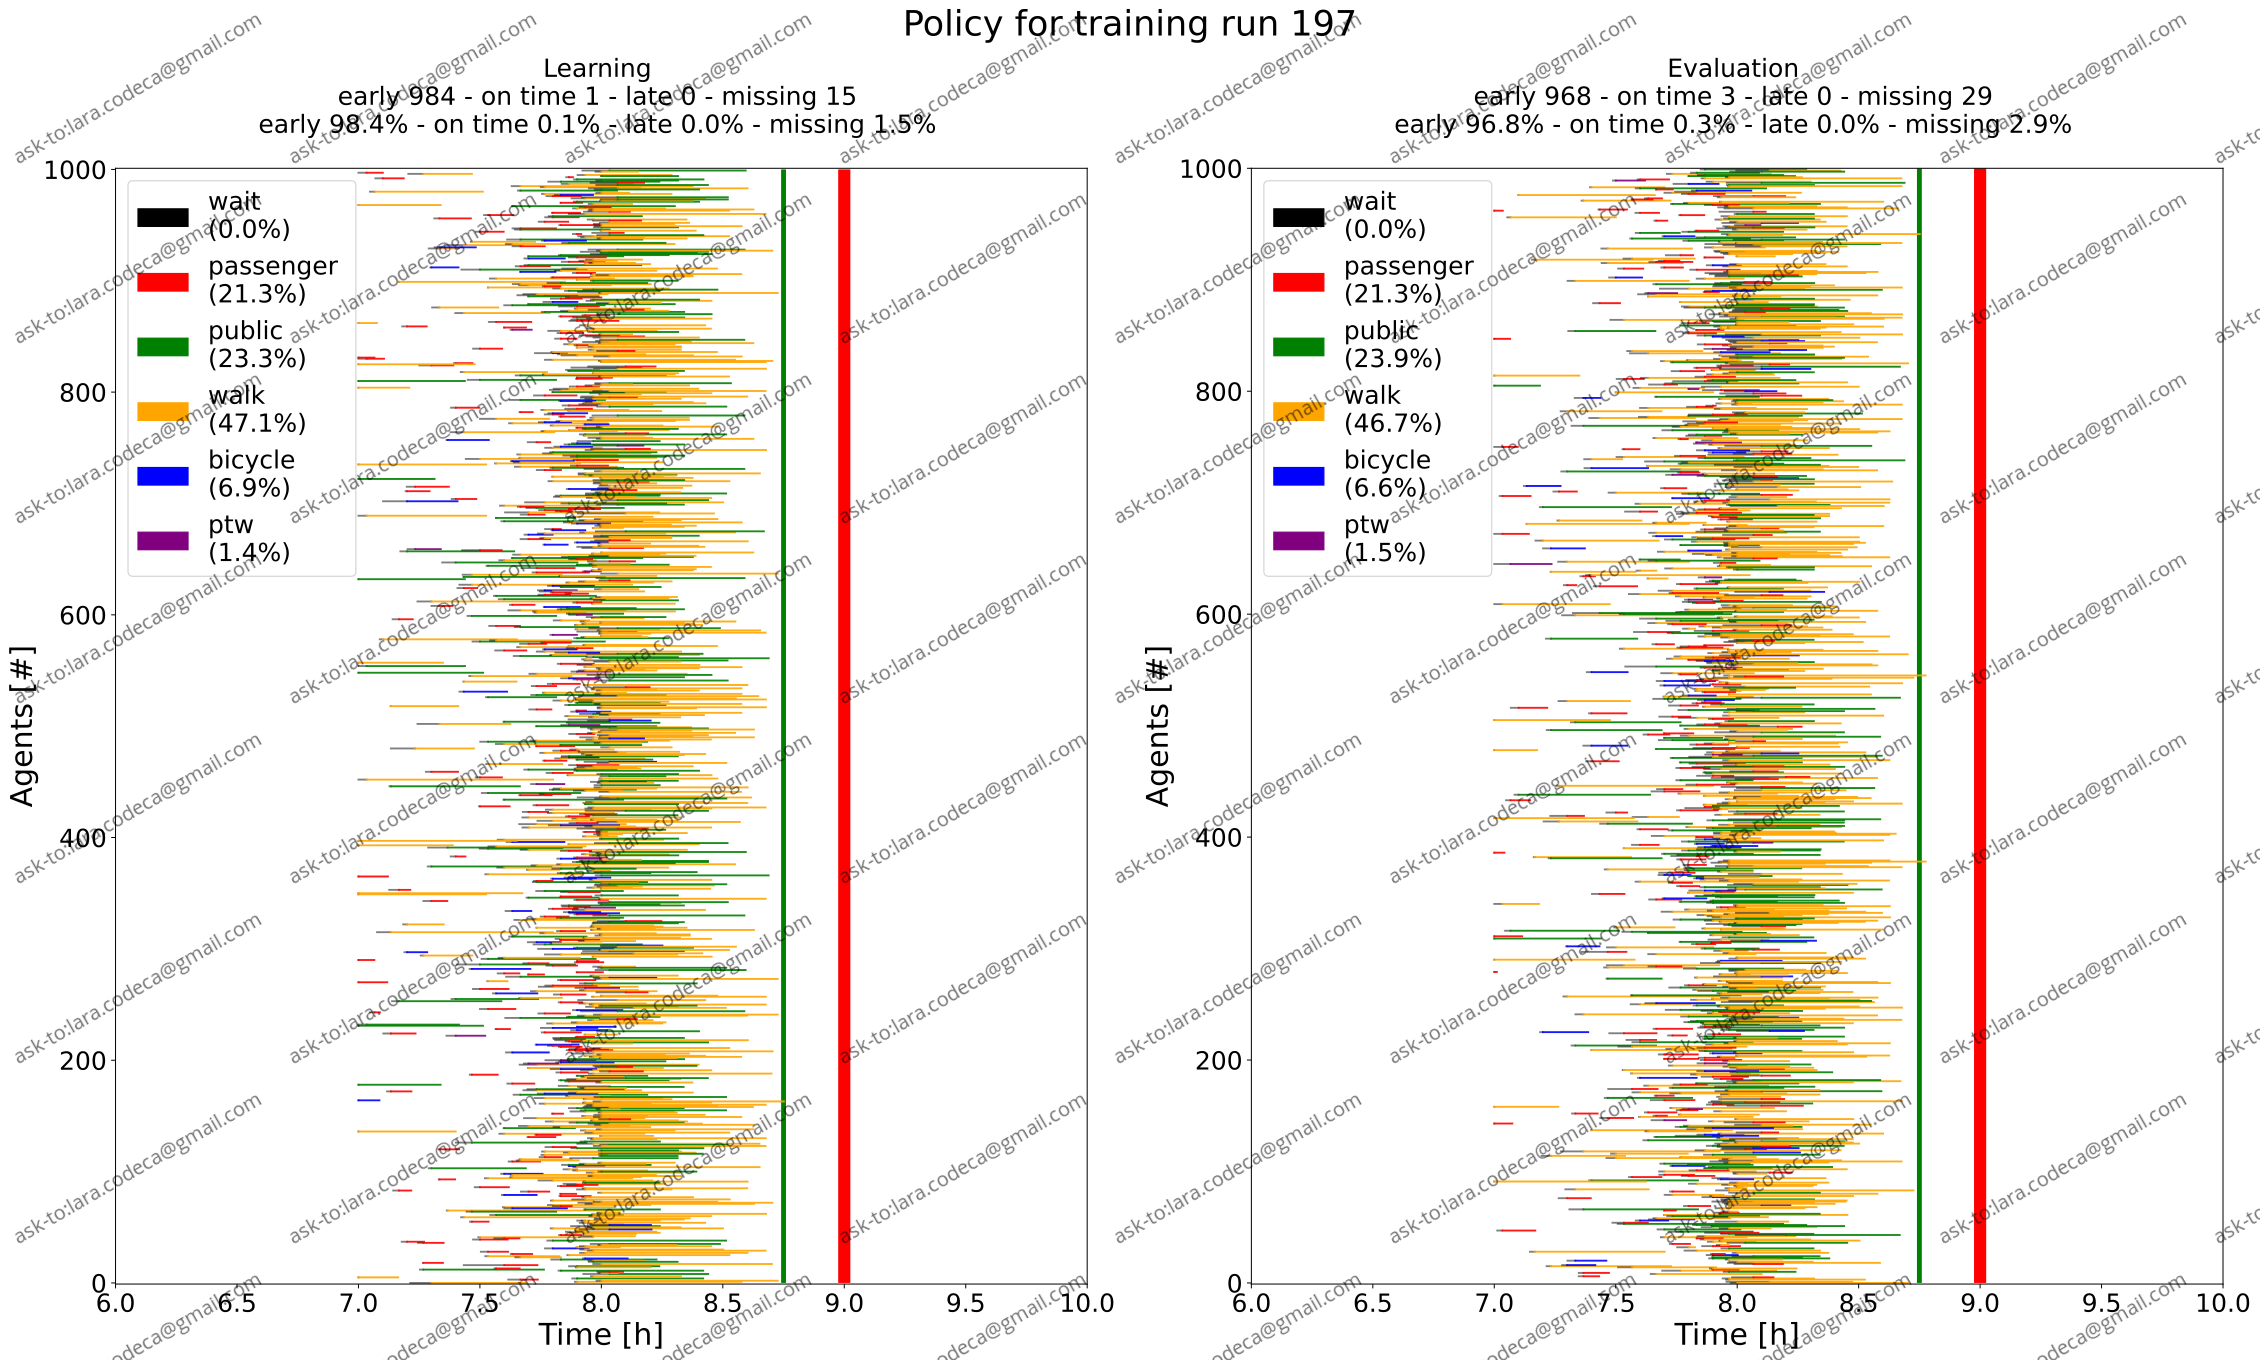 Policy for training run 197
Learning
early 984 - on time 1 - late 0 - missing 15
early 98.4% - on time 0.1% - late 0.0% - missing 1.5%
1000
800
600
400
200
0
Agents [#]
wait
(0.0%)
passenger
(21.3%)
public
(23.3%)
walk
(47.1%)
bicycle
(6.9%)
ptw
(1.4%)
6.0 6.5 7.0 7.5 8.0 8.5 9.0 9.5 10.0
Time [h]
Evaluation
early 968 - on time 3 - late 0 - missing 29
early 96.8% - on time 0.3% - late 0.0% - missing 2.9%
1000
800
600
400
200
0
Agents [#]
wait
(0.0%)
passenger
(21.3%)
public
(23.9%)
walk
(46.7%)
bicycle
(6.6%)
ptw
(1.5%)
6.0 6.5 7.0 7.5 8.0 8.5 9.0 9.5 10.0
Time [h]
ask-to:lara.codeca@gmail.com